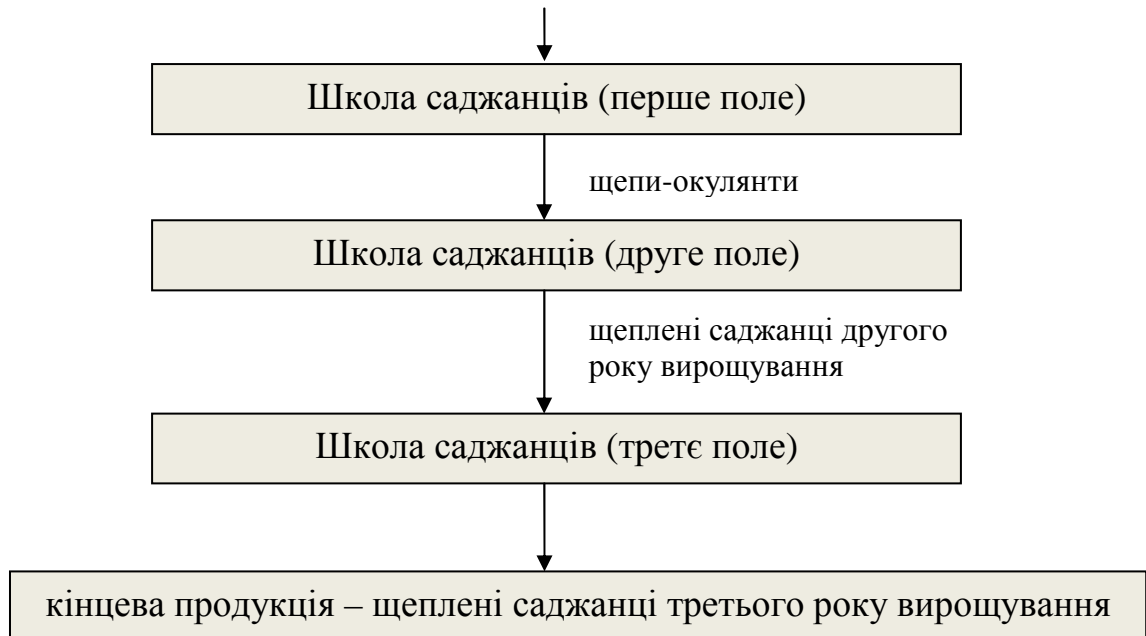 Школа саджанців (перше поле)
щепи-окулянти
Школа саджанців (друге поле)
щеплені саджанці другого
року вирощування
Школа саджанців (третє поле)
кінцева продукція – щеплені саджанці третього року вирощування